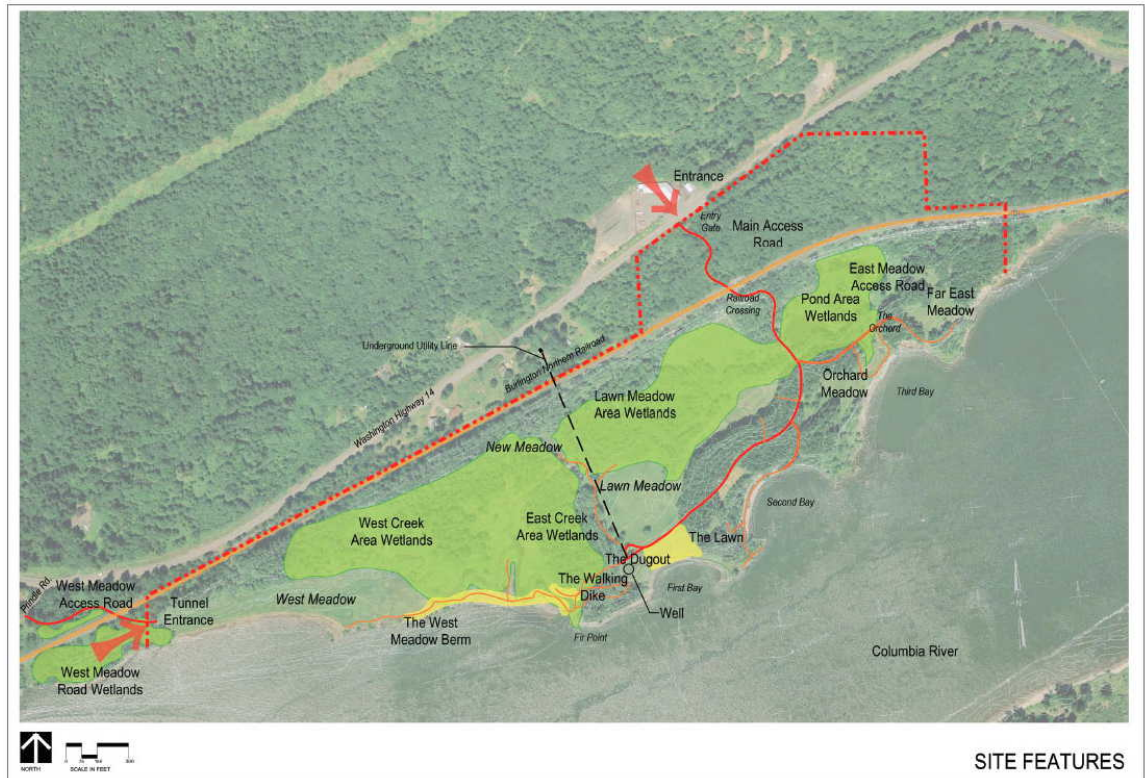 Entrance
Entry
Gate
Main Access
Road
East Meadow
Access Road
Far East
Meadow
Pond Area
Wetlands
Railroad
Crossing
The
Orchard
Underground Utility Line
Burlington Northern Railroad
Washington Highway 14
Orchard
Meadow
Third Bay
Lawn Meadow
Area Wetlands
New Meadow
Lawn Meadow
Second Bay
West Creek
Area Wetlands
East Creek
Area Wetlands
The Lawn
The Dugout
The Walking
Dike
First Bay
Well
Prindle Rd.
West Meadow
Access Road
Tunnel
Entrance
West Meadow
The West
Meadow Berm
Fir Point
Columbia River
West Meadow
Road Wetlands
NORTH
SCALE IN FEET
SITE FEATURES